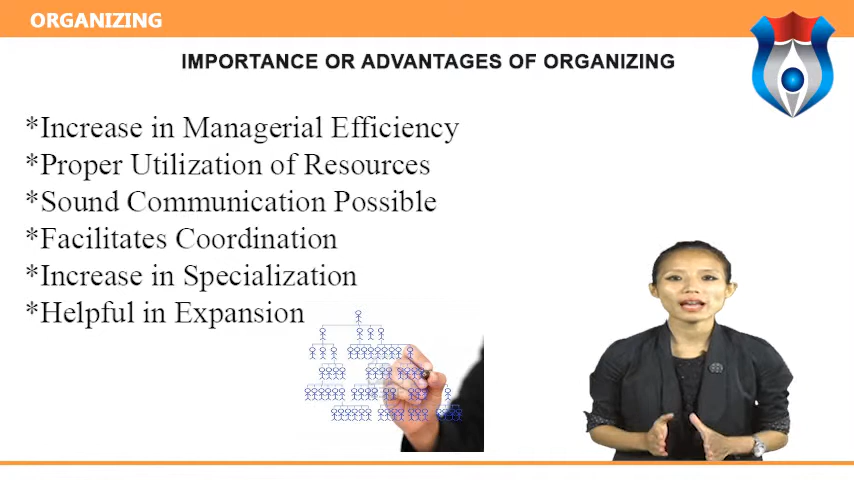 ORGANIZING
IMPORTANCE OR ADVANTAGES OF ORGANIZING
*Increase in Managerial Efficiency
*Proper Utilization of Resources
*Sound Communication Possible
*Facilitates Coordination
*Increase in Specialization
*Helpful in Expansion